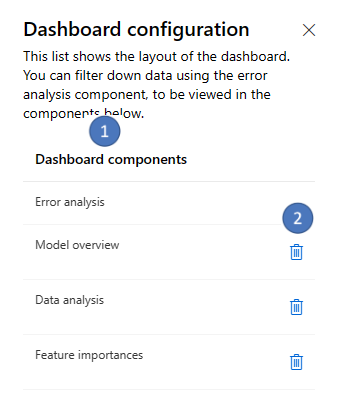 Dashboard configuration
This list shows the layout of the dashboard.
You can filter down data using the error
analysis component, to be viewed in the
components below.
1
Dashboard components
Error analysis
2
Model overview
Data analysis
Feature importances